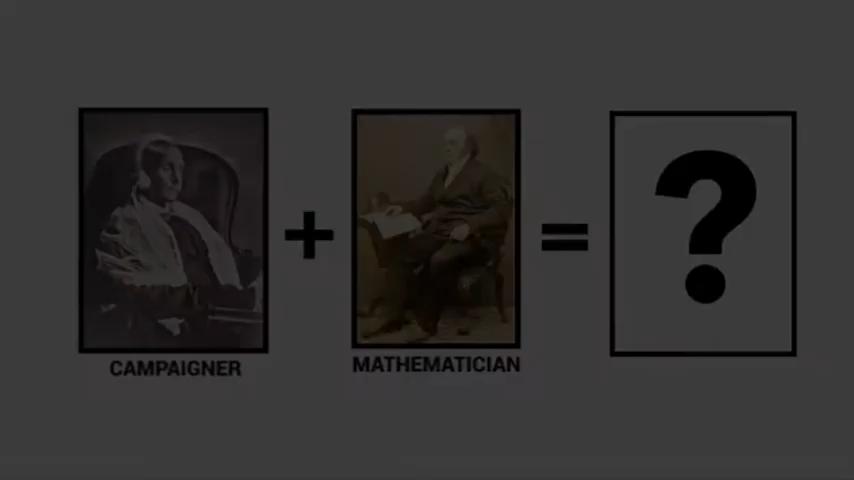 + = ?
CAMPAIGNER
MATHEMATICIAN